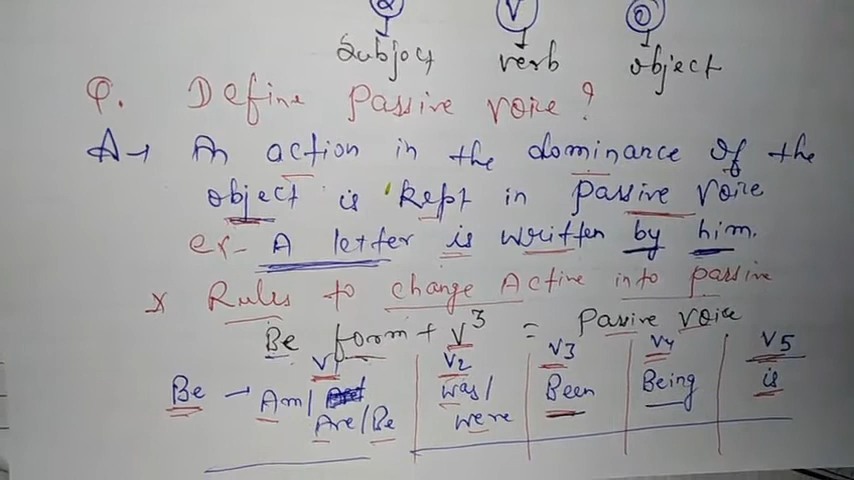 S V O
Subject verb object
Q. Define Passive voice?
A→ An action in the dominance of the
object is kept in passive voice
ex- A letter is written by him.
* Rules to change Active into passive
Be form + V³ = Passive voice
V1 V2 V3 V4 V5
Be → Am/ was/ Been Being is
Are/Be were